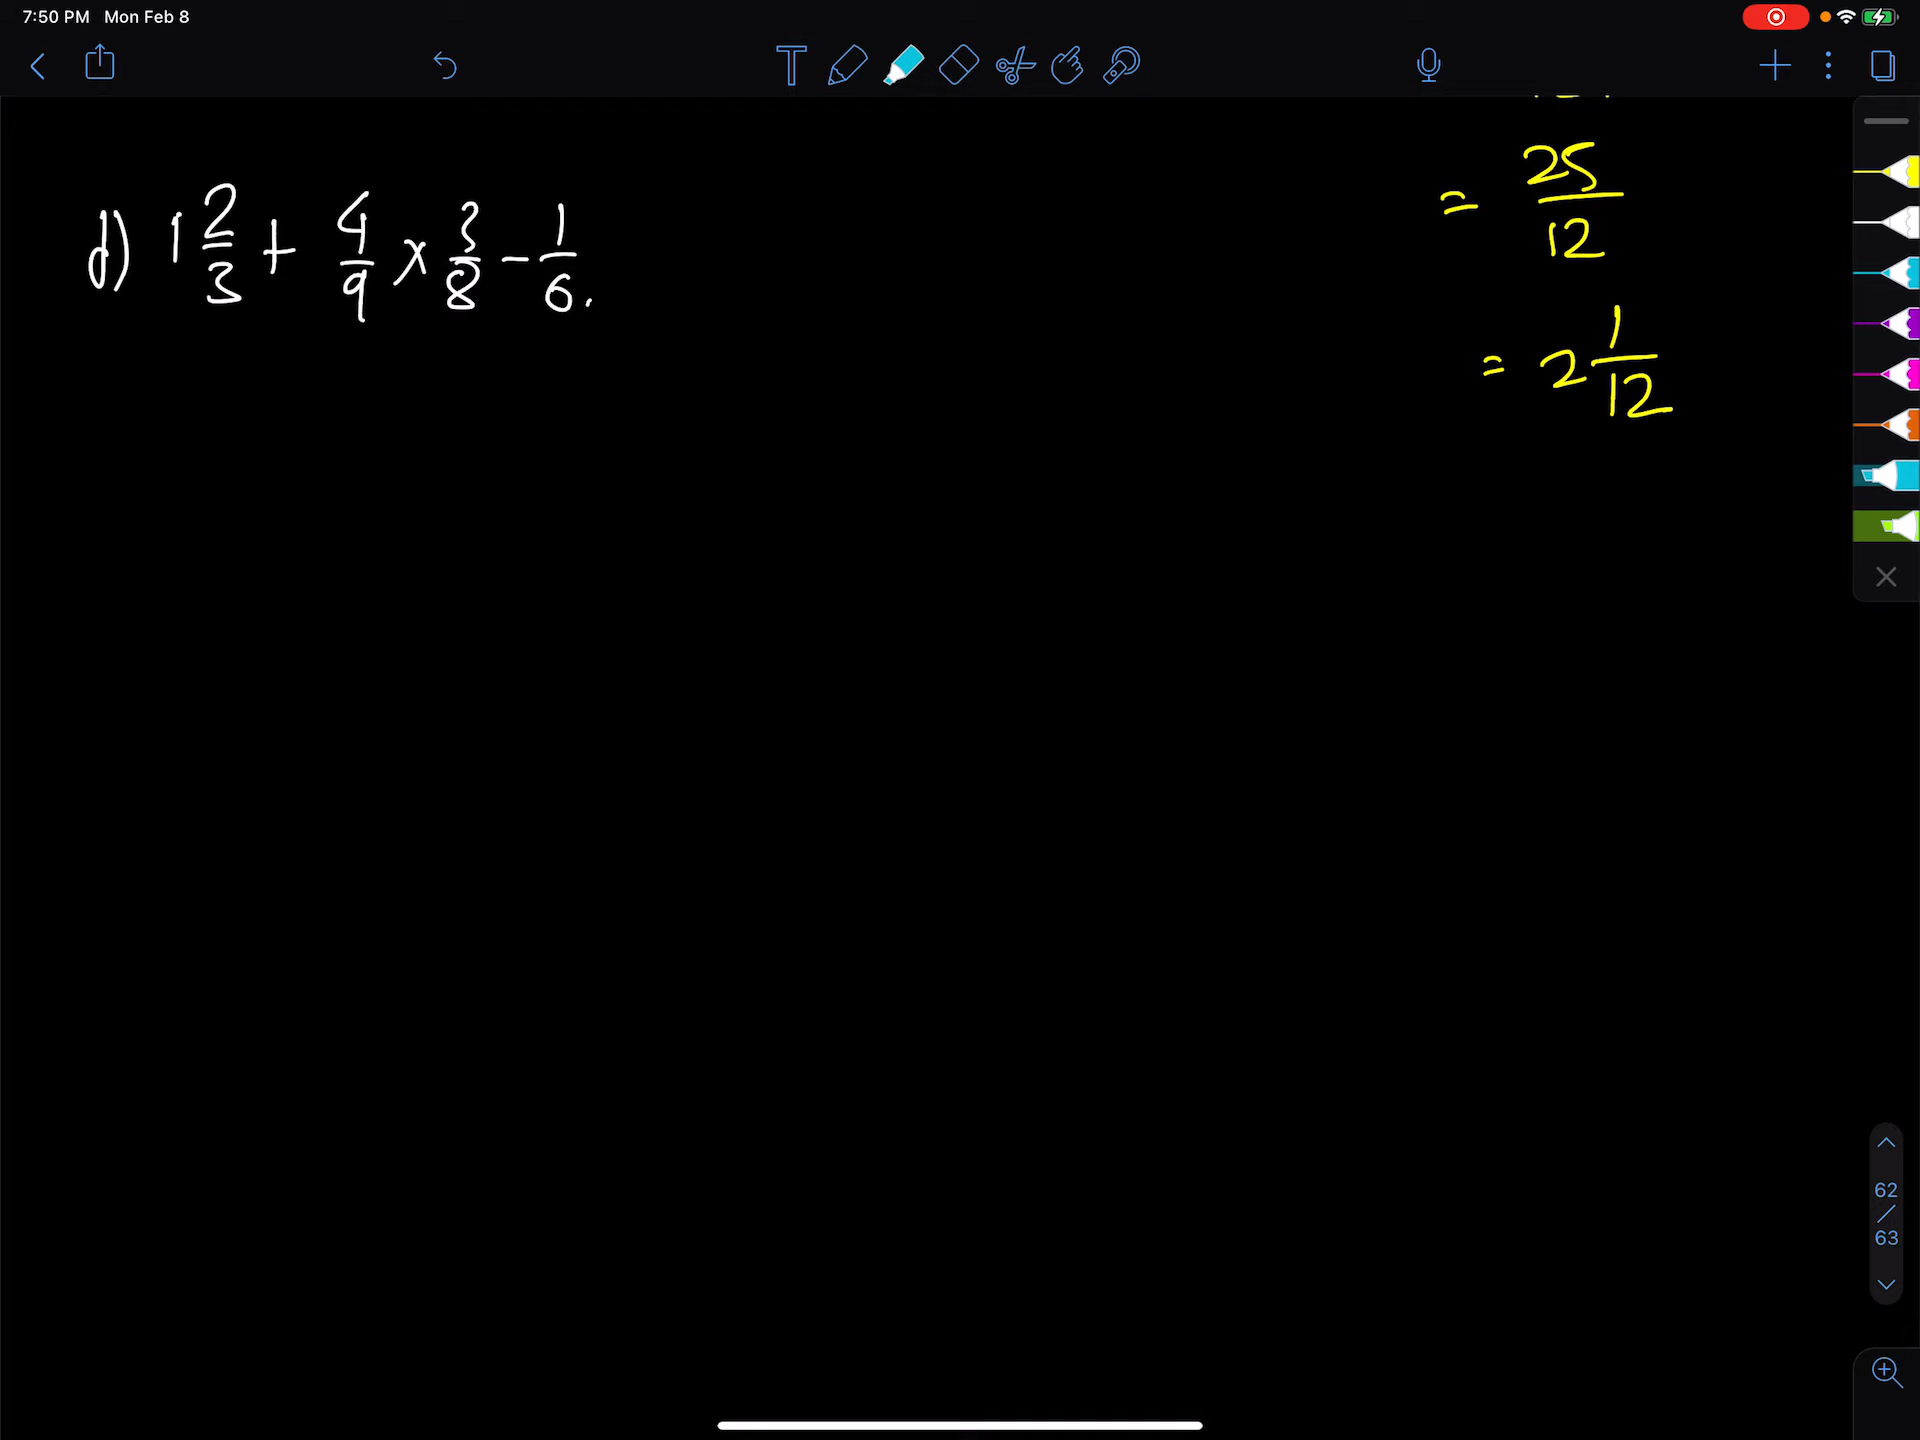 7:50 PM Mon Feb 8
d) 1 2/3 + 4/9 × 3/8 - 1/6.
= 25/12
= 2 1/12
62
/
63